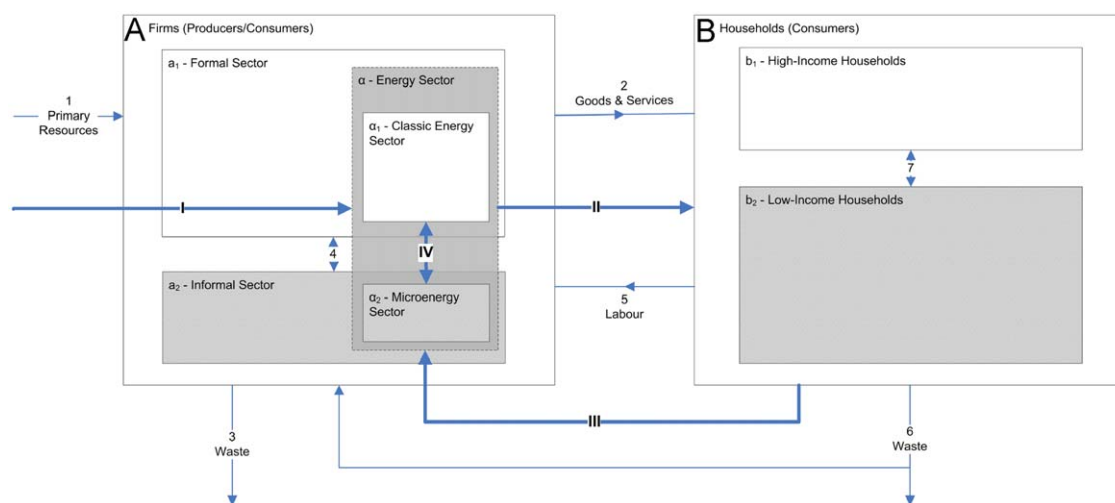 A Firms (Producers/Consumers)
B Households (Consumers)
a₁ - Formal Sector
b₁ - High-Income Households
α - Energy Sector
1
Primary
Resources
2
Goods & Services
α₁ - Classic Energy
Sector
7
b₂ - Low-Income Households
I
II
4
IV
a₂ - Informal Sector
α₂ - Microenergy
Sector
5
Labour
III
3
Waste
6
Waste